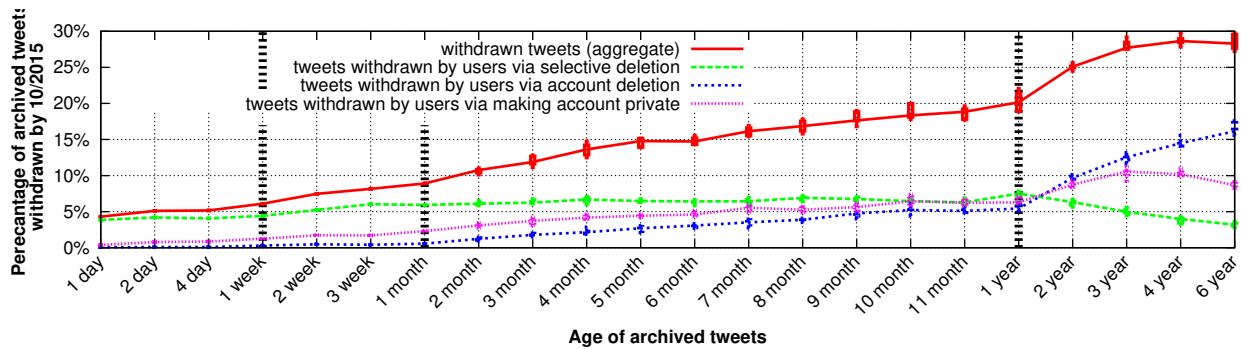 Perecantage of archived tweets
withdrawn by 10/2015
30%
25%
20%
15%
10%
5%
0%
withdrawn tweets (aggregate)
tweets withdrawn by users via selective deletion
tweets withdrawn by users via account deletion
tweets withdrawn by users via making account private
1 day
2 day
4 day
1 week
2 week
3 week
1 month
2 month
3 month
4 month
5 month
6 month
7 month
8 month
9 month
10 month
11 month
1 year
2 year
3 year
4 year
6 year
Age of archived tweets